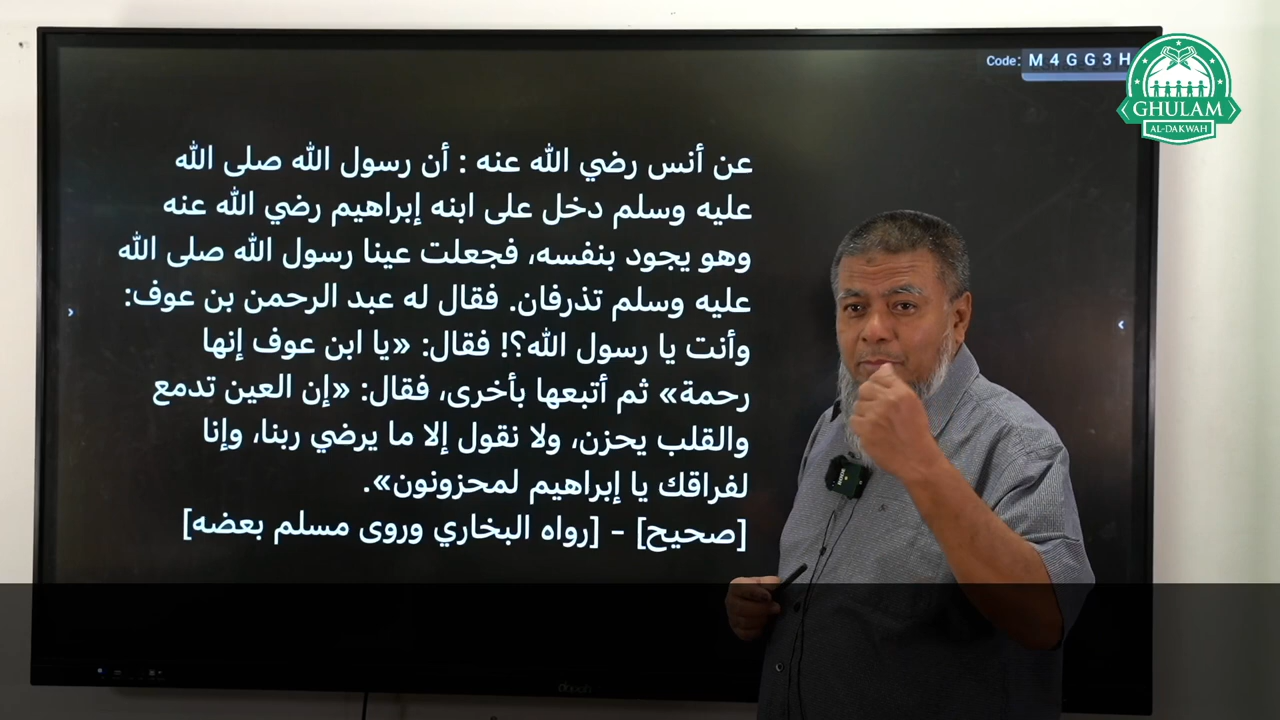 Code: M 4 G G 3 H
GHULAM
AL-DAKWAH
عن أنس رضي الله عنه : أن رسول الله صلى الله
عليه وسلم دخل على ابنه إبراهيم رضي الله عنه
وهو يجود بنفسه، فجعلت عينا رسول الله صلى الله
عليه وسلم تذرفان. فقال له عبد الرحمن بن عوف:
وأنت يا رسول الله؟! فقال: «يا ابن عوف إنها
رحمة» ثم أتبعها بأخرى، فقال: «إن العين تدمع
والقلب يحزن، ولا نقول إلا ما يرضي ربنا، وإنا
لفراقك يا إبراهيم لمحزونون».
[صحيح] - [رواه البخاري وروى مسلم بعضه]